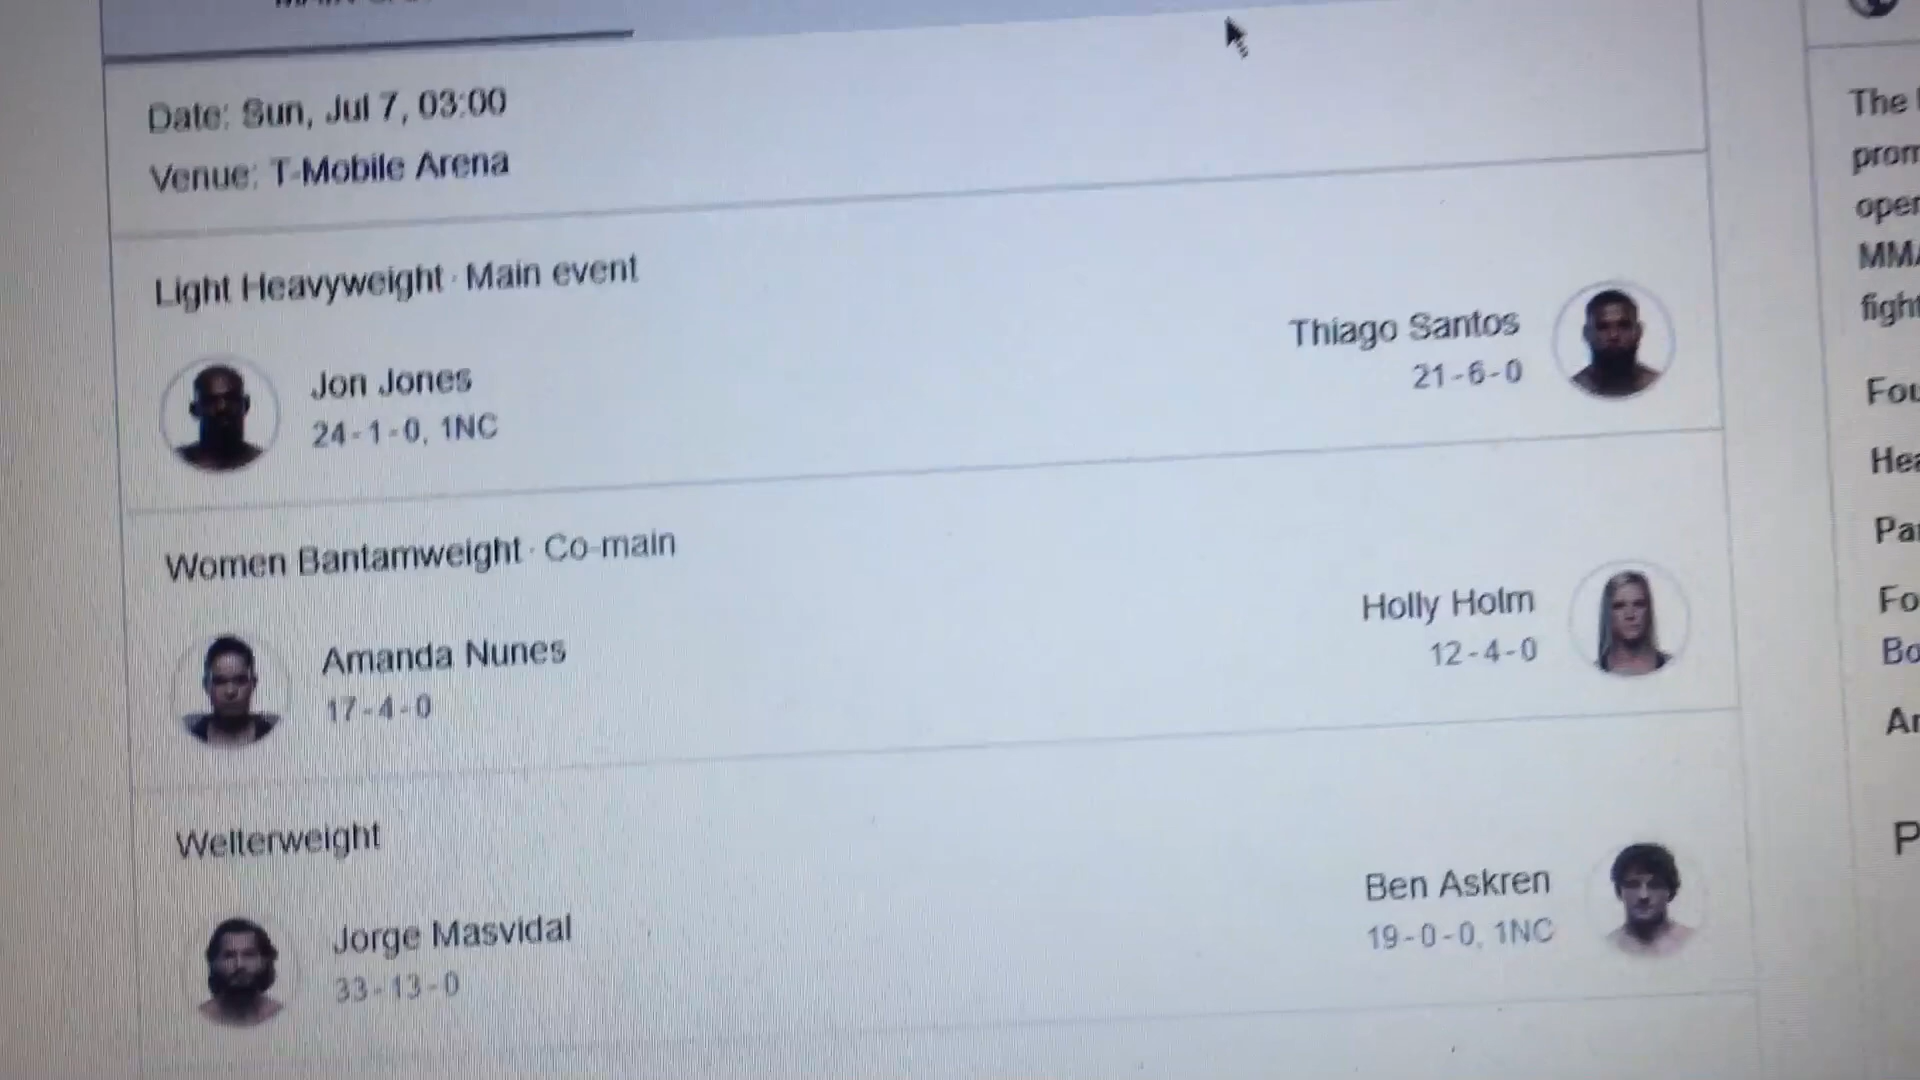 Date: Sun, Jul 7, 03:00
Venue: T-Mobile Arena
Light Heavyweight · Main event
Jon Jones
24-1-0, 1NC
Thiago Santos
21-6-0
Women Bantamweight · Co-main
Amanda Nunes
17-4-0
Holly Holm
12-4-0
Welterweight
Jorge Masvidal
33-13-0
Ben Askren
19-0-0, 1NC
The
MMA